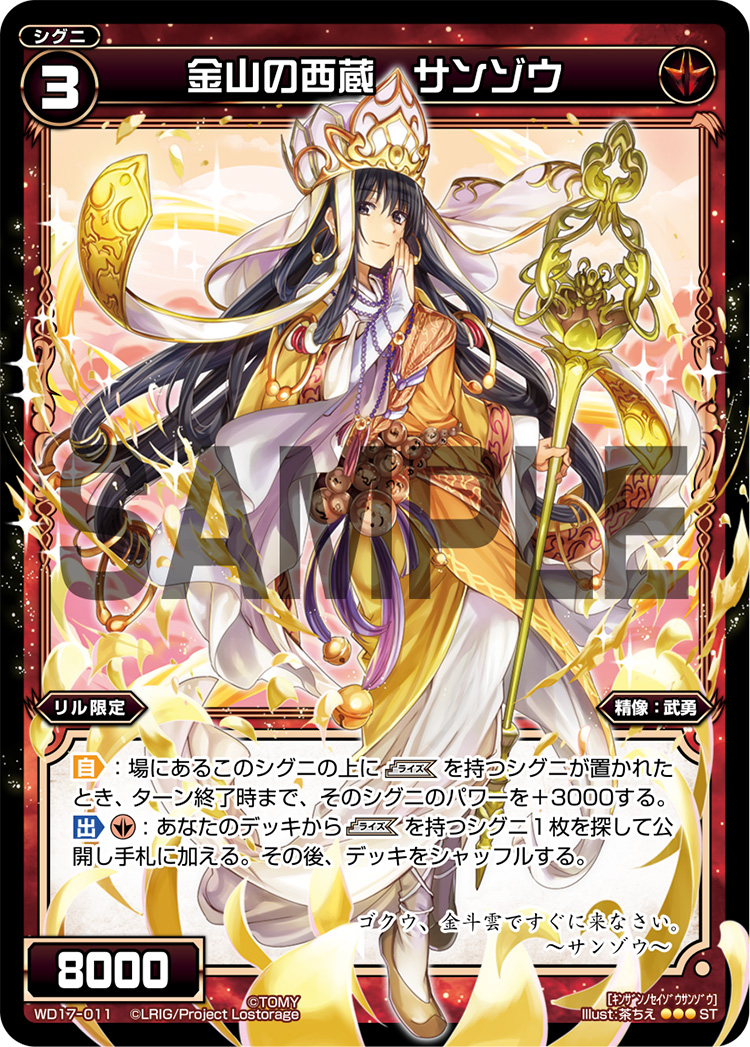 シグニ
3
金山の西蔵 サンゾウ
SAMPLE
リル限定
精像:武勇
自:場にあるこのシグニの上に ライズ を持つシグニが置かれた
とき、ターン終了時まで、そのシグニのパワーを+3000する。
出 :あなたのデッキから ライズ を持つシグニ1枚を探して公
開し手札に加える。その後、デッキをシャッフルする。
ゴクウ、金斗雲ですぐに来なさい。
~サンゾウ~
8000
©TOMY
WD17-011 ©LRIG/Project Lostorage
[キンザンノセイゾウサンゾウ]
Illust:茶ちえ ST